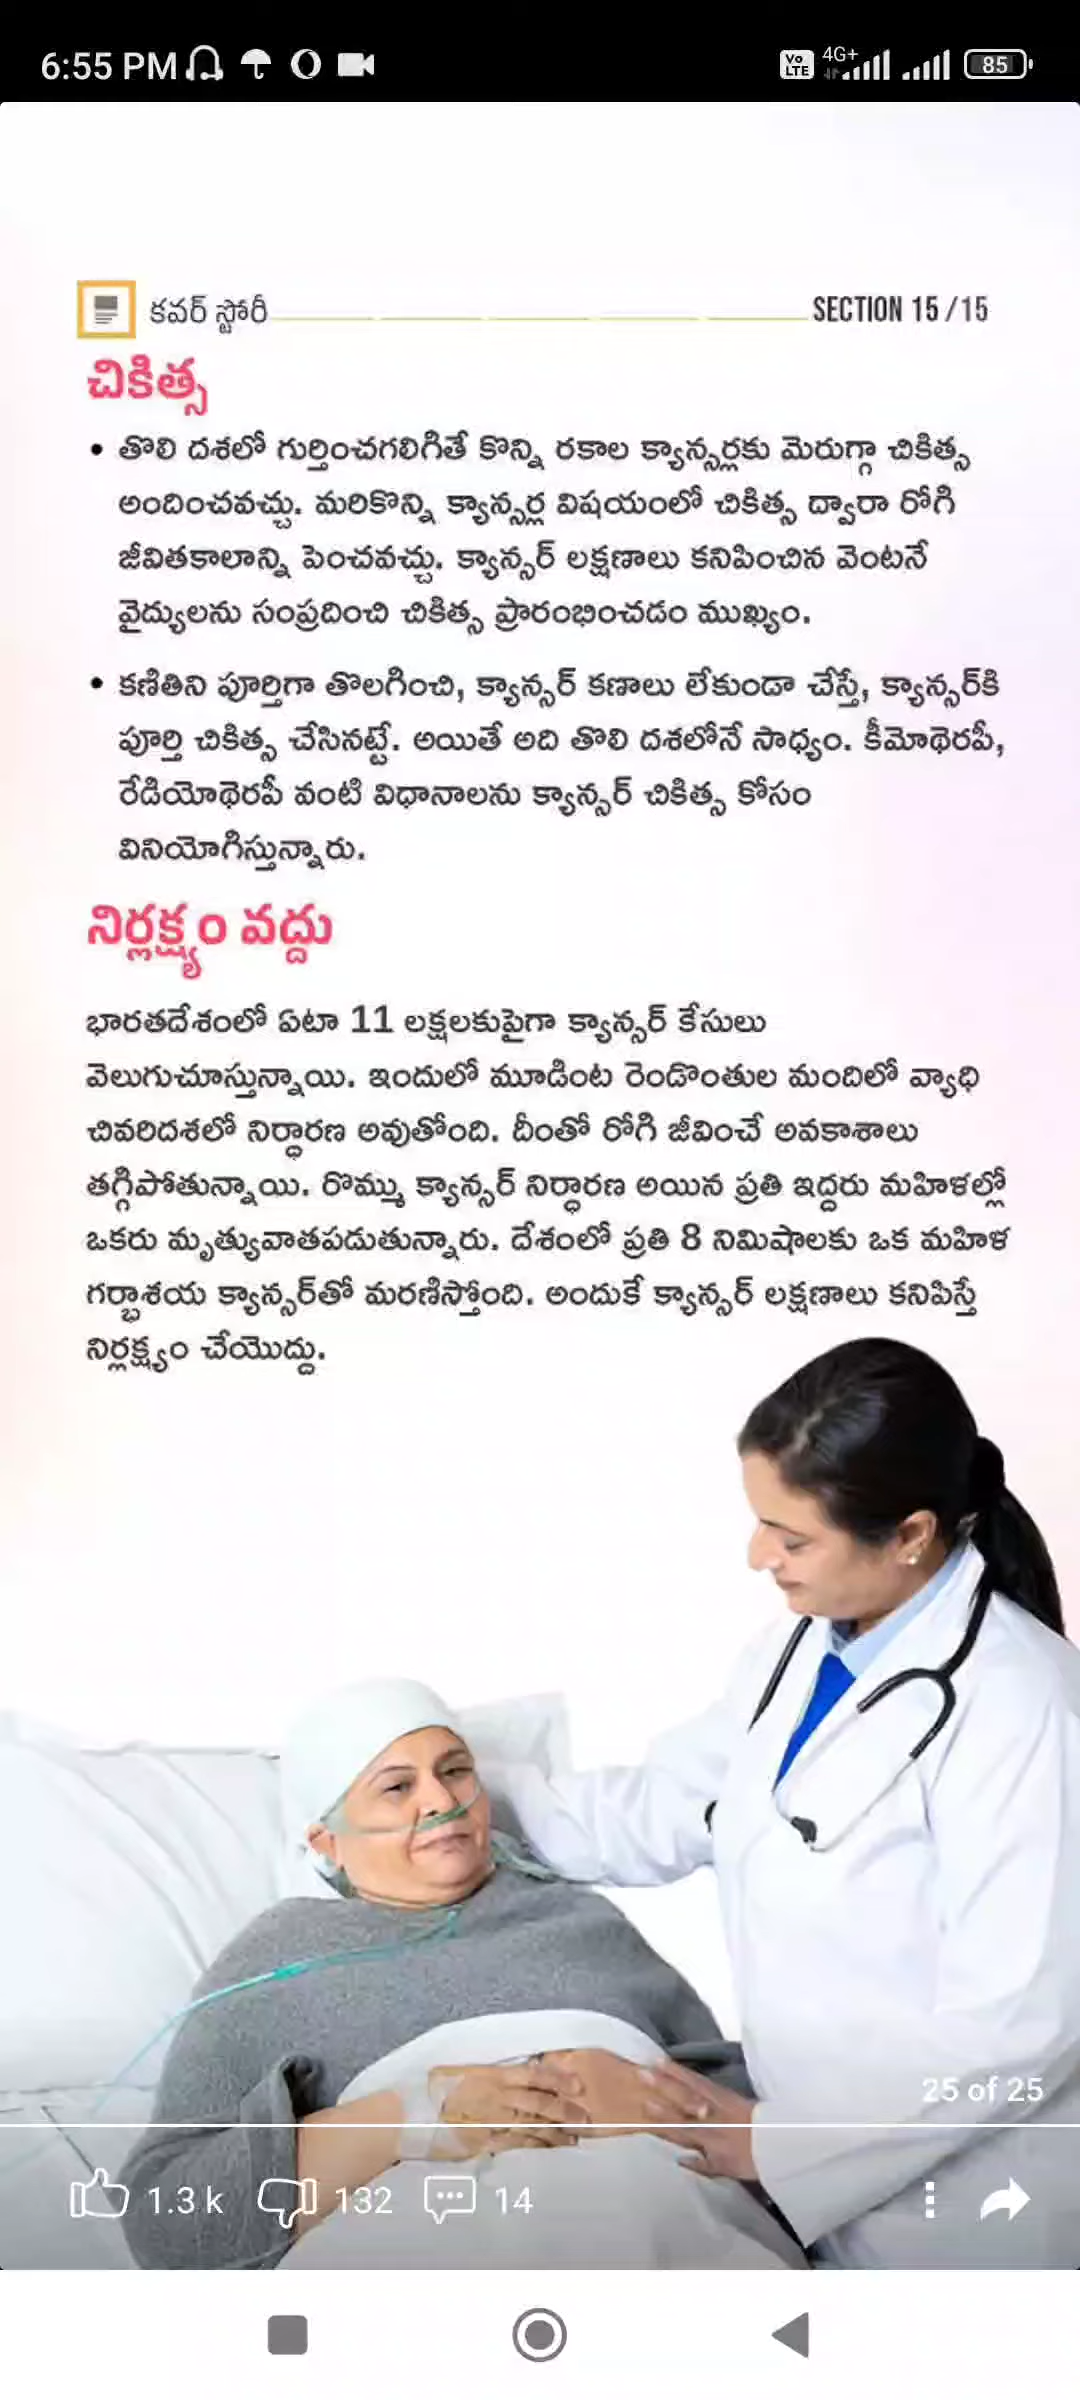 6:55 PM
Vo LTE 4G+ 85
కవర్ స్టోరీ SECTION 15 /15
చికిత్స
• తొలి దశలో గుర్తించగలిగితే కొన్ని రకాల క్యాన్సర్లకు మెరుగ్గా చికిత్స
అందించవచ్చు. మరికొన్ని క్యాన్సర్ల విషయంలో చికిత్స ద్వారా రోగి
జీవితకాలాన్ని పెంచవచ్చు. క్యాన్సర్ లక్షణాలు కనిపించిన వెంటనే
వైద్యులను సంప్రదించి చికిత్స ప్రారంభించడం ముఖ్యం.
• కణితిని పూర్తిగా తొలగించి, క్యాన్సర్ కణాలు లేకుండా చేస్తే, క్యాన్సర్‌కి
పూర్తి చికిత్స చేసినట్టే. అయితే అది తొలి దశలోనే సాధ్యం. కీమోథెరపీ,
రేడియోథెరపీ వంటి విధానాలను క్యాన్సర్ చికిత్స కోసం
వినియోగిస్తున్నారు.
నిర్లక్ష్యం వద్దు
భారతదేశంలో ఏటా 11 లక్షలకుపైగా క్యాన్సర్ కేసులు
వెలుగుచూస్తున్నాయి. ఇందులో మూడింట రెండొంతుల మందిలో వ్యాధి
చివరిదశలో నిర్ధారణ అవుతోంది. దీంతో రోగి జీవించే అవకాశాలు
తగ్గిపోతున్నాయి. రొమ్ము క్యాన్సర్ నిర్ధారణ అయిన ప్రతి ఇద్దరు మహిళల్లో
ఒకరు మృత్యువాతపడుతున్నారు. దేశంలో ప్రతి 8 నిమిషాలకు ఒక మహిళ
గర్భాశయ క్యాన్సర్‌తో మరణిస్తోంది. అందుకే క్యాన్సర్ లక్షణాలు కనిపిస్తే
నిర్లక్ష్యం చేయొద్దు.
25 of 25
1.3 k 132 14